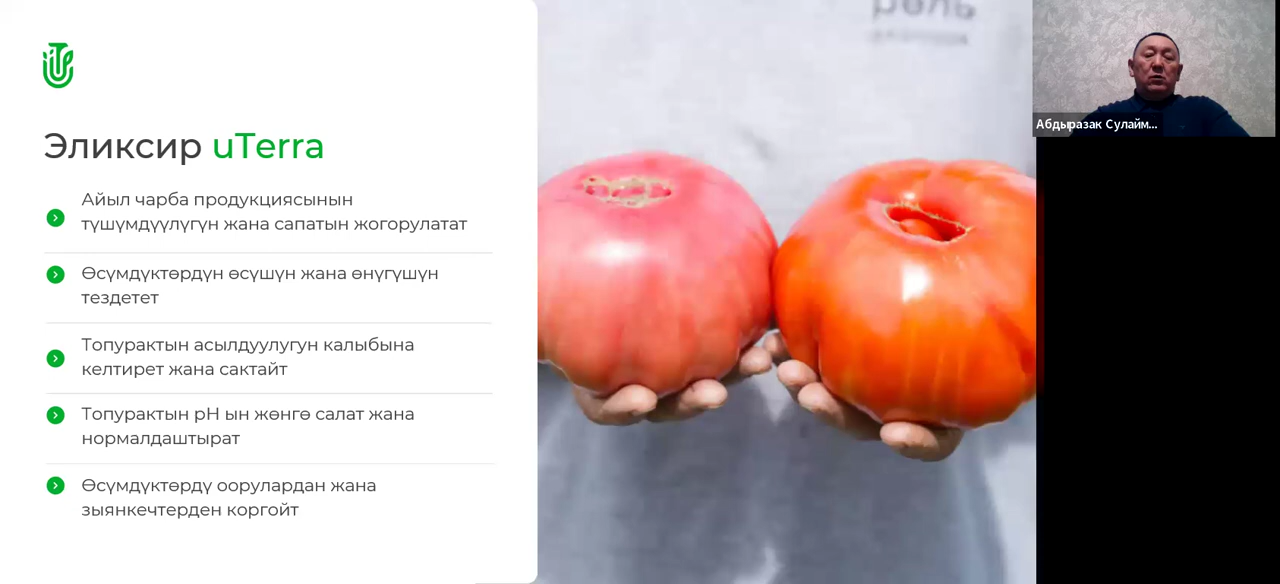 Эликсир uTerra
Айыл чарба продукциясынын
түшүмдүүлүгүн жана сапатын жогорулатат
Өсүмдүктөрдүн өсүшүн жана өнүгүшүн
тездетет
Топурактын асылдуулугун калыбына
келтирет жана сактайт
Топурактын pH ын жөнгө салат жана
нормалдаштырат
Өсүмдүктөрдү оорулардан жана
зыянкечтерден коргойт
Абдыразак Сулайм...